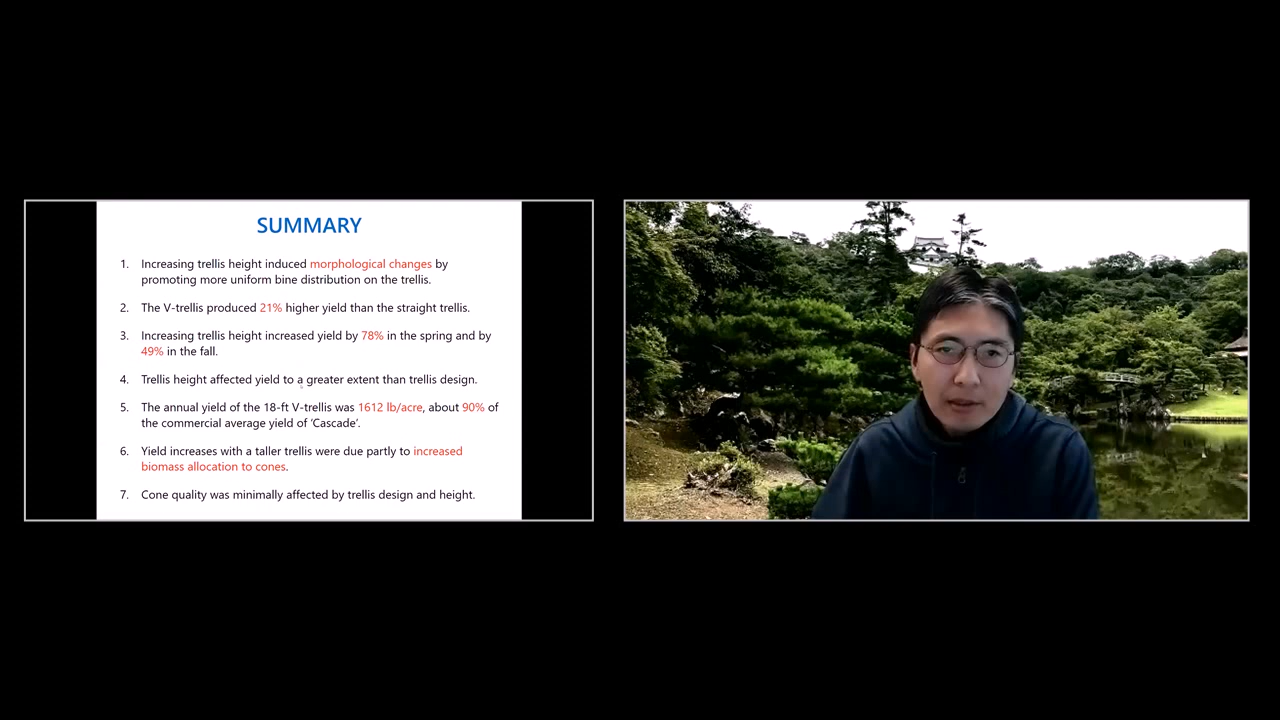 SUMMARY
1. Increasing trellis height induced morphological changes by
promoting more uniform bine distribution on the trellis.
2. The V-trellis produced 21% higher yield than the straight trellis.
3. Increasing trellis height increased yield by 78% in the spring and by
49% in the fall.
4. Trellis height affected yield to a greater extent than trellis design.
5. The annual yield of the 18-ft V-trellis was 1612 lb/acre, about 90% of
the commercial average yield of ‘Cascade’.
6. Yield increases with a taller trellis were due partly to increased
biomass allocation to cones.
7. Cone quality was minimally affected by trellis design and height.